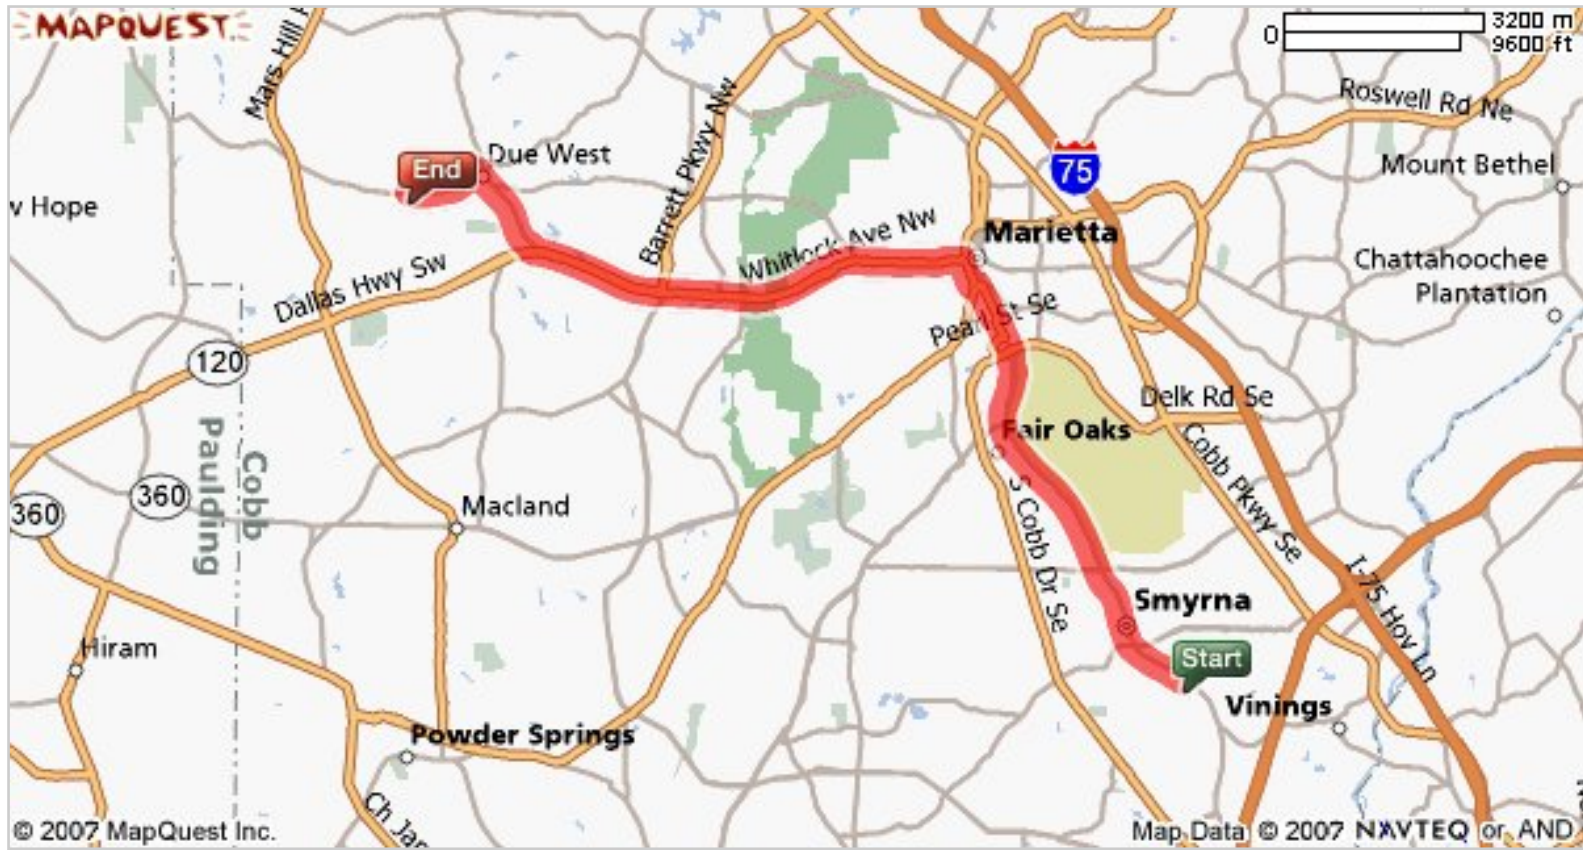 MAPQUEST
0
3200 m
9600 ft
Mars Hill
Roswell Rd Ne
Due West
End
75
Mount Bethel
Barrett Pkwy Nw
w Hope
Whitlock Ave Nw
Marietta
Chattahoochee
Plantation
Dallas Hwy Sw
Pearl St Se
120
Delk Rd Se
Fair Oaks
Paulding
Cobb
360
360
Macland
Cobb Pkwy Se
S Cobb Dr Se
I-75 Hov Ln
Smyrna
Hiram
Start
Vinings
Powder Springs
Ch Jam
© 2007 MapQuest Inc.
Map Data © 2007 NAVTEQ or AND